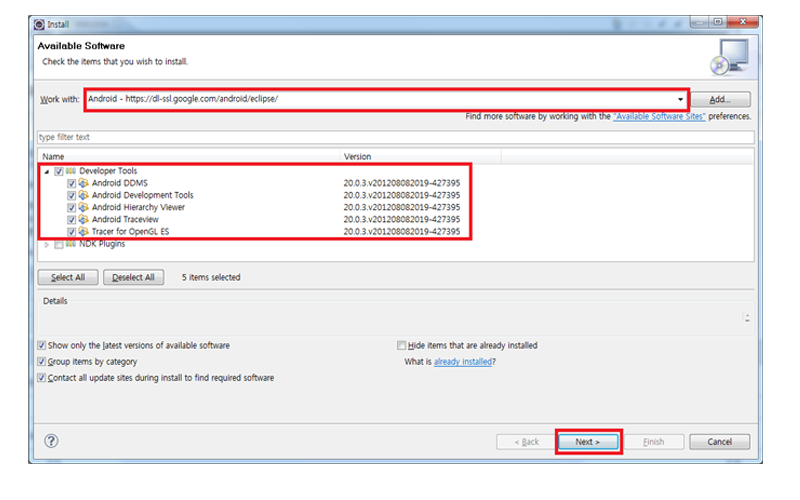 Install
Available Software
Check the items that you wish to install.
Work with: Android - https://dl-ssl.google.com/android/eclipse/ Add...
Find more software by working with the "Available Software Sites" preferences.
type filter text
Name Version
Developer Tools
Android DDMS 20.0.3.v201208082019-427395
Android Development Tools 20.0.3.v201208082019-427395
Android Hierarchy Viewer 20.0.3.v201208082019-427395
Android Traceview 20.0.3.v201208082019-427395
Tracer for OpenGL ES 20.0.3.v201208082019-427395
NDK Plugins
Select All Deselect All 5 items selected
Details
Show only the latest versions of available software Hide items that are already installed
Group items by category What is already installed?
Contact all update sites during install to find required software
< Back Next > Finish Cancel